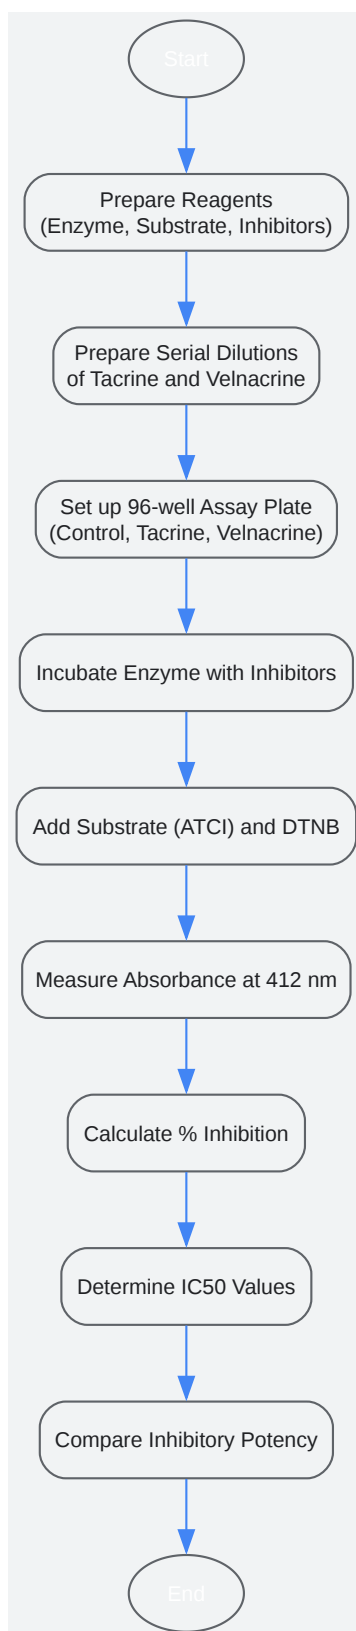 Start
Prepare Reagents
(Enzyme, Substrate, Inhibitors)
Prepare Serial Dilutions
of Tacrine and Velnacrine
Set up 96-well Assay Plate
(Control, Tacrine, Velnacrine)
Incubate Enzyme with Inhibitors
Add Substrate (ATCI) and DTNB
Measure Absorbance at 412 nm
Calculate % Inhibition
Determine IC50 Values
Compare Inhibitory Potency
End